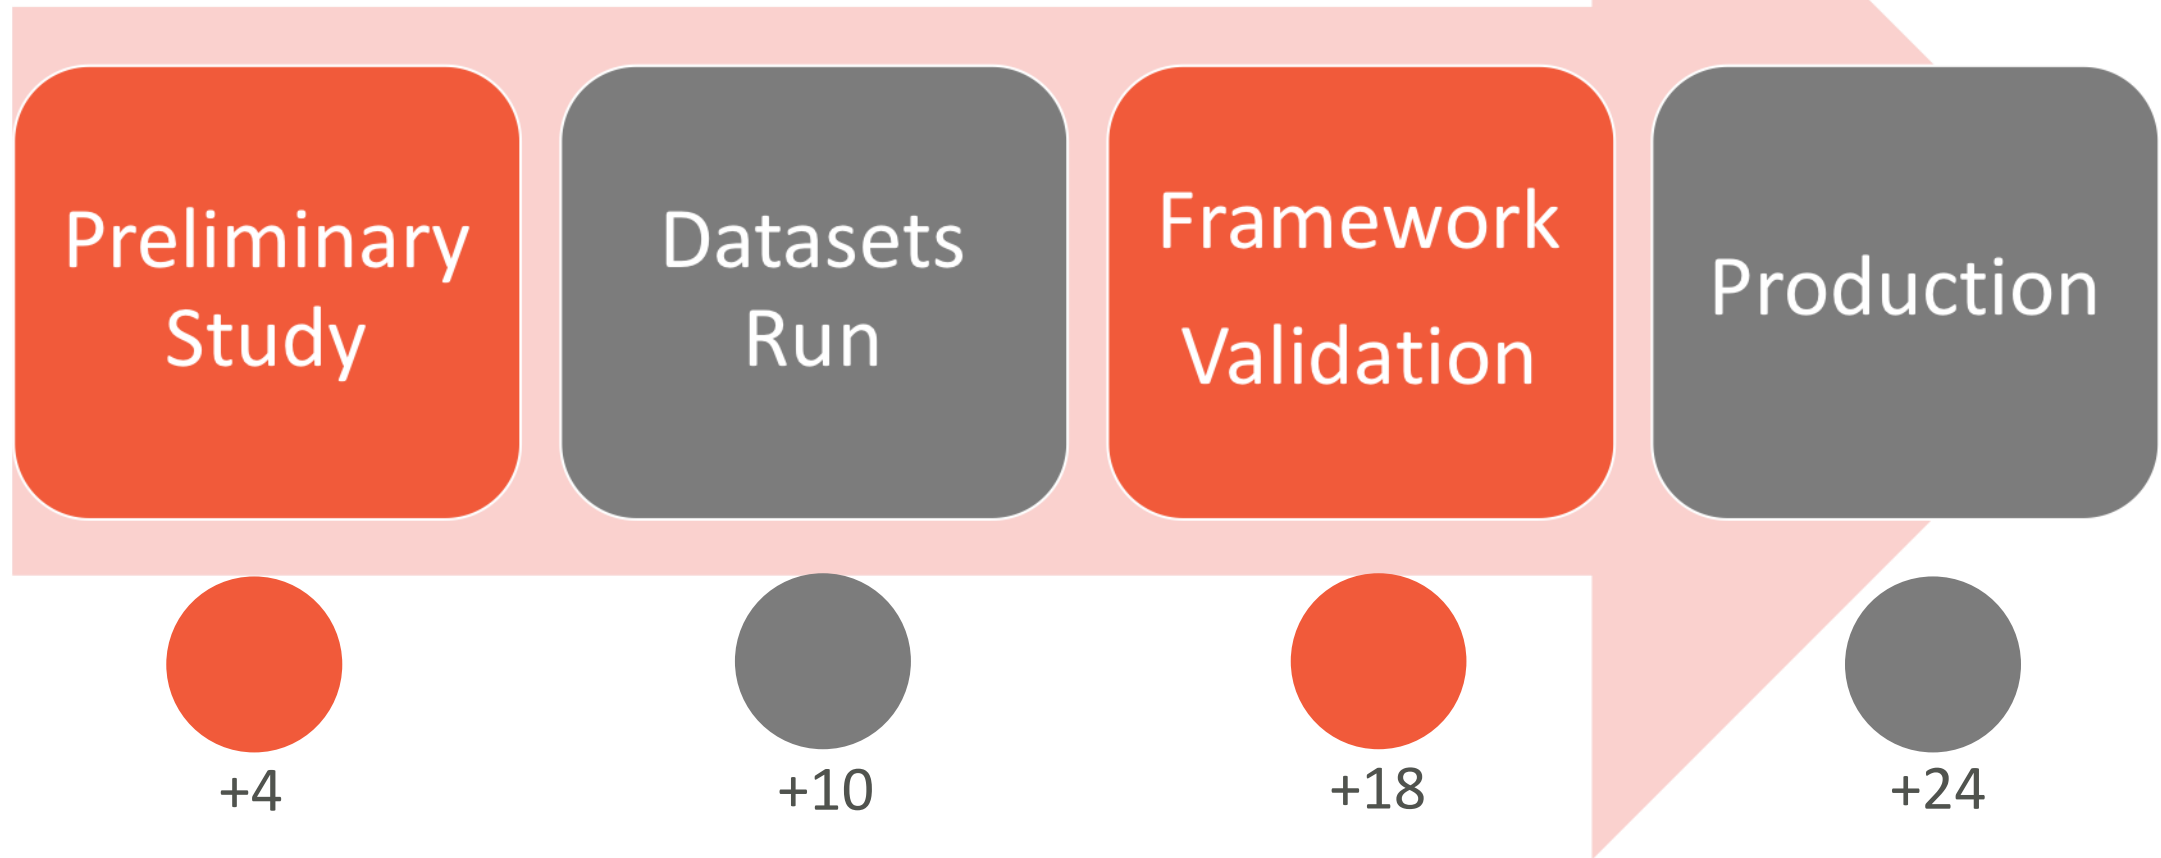 Preliminary
Study
Datasets
Run
Framework
Validation
Production
+4
+10
+18
+24